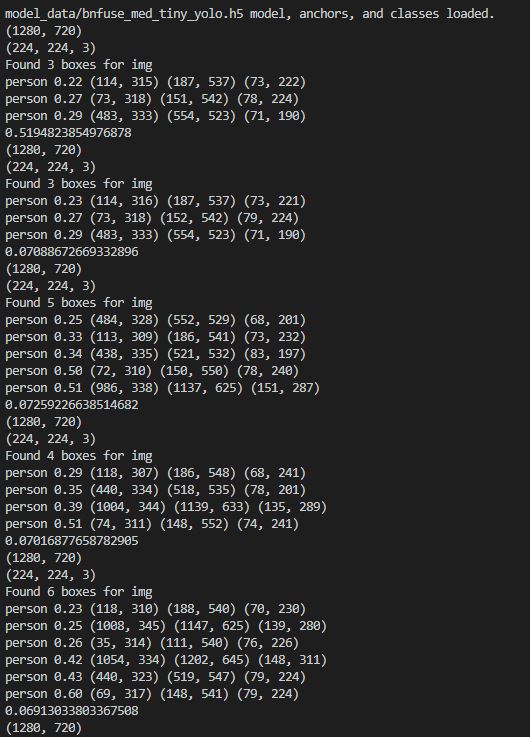 model_data/bnfuse_med_tiny_yolo.h5 model, anchors, and classes loaded.
(1280, 720)
(224, 224, 3)
Found 3 boxes for img
person 0.22 (114, 315) (187, 537) (73, 222)
person 0.27 (73, 318) (151, 542) (78, 224)
person 0.29 (483, 333) (554, 523) (71, 190)
0.5194823854976878
(1280, 720)
(224, 224, 3)
Found 3 boxes for img
person 0.23 (114, 316) (187, 537) (73, 221)
person 0.27 (73, 318) (152, 542) (79, 224)
person 0.29 (483, 333) (554, 523) (71, 190)
0.07088672669332896
(1280, 720)
(224, 224, 3)
Found 5 boxes for img
person 0.25 (484, 328) (552, 529) (68, 201)
person 0.33 (113, 309) (186, 541) (73, 232)
person 0.34 (438, 335) (521, 532) (83, 197)
person 0.50 (72, 310) (150, 550) (78, 240)
person 0.51 (986, 338) (1137, 625) (151, 287)
0.07259226638514682
(1280, 720)
(224, 224, 3)
Found 4 boxes for img
person 0.29 (118, 307) (186, 548) (68, 241)
person 0.35 (440, 334) (518, 535) (78, 201)
person 0.39 (1004, 344) (1139, 633) (135, 289)
person 0.51 (74, 311) (148, 552) (74, 241)
0.07016877658782905
(1280, 720)
(224, 224, 3)
Found 6 boxes for img
person 0.23 (118, 310) (188, 540) (70, 230)
person 0.25 (1008, 345) (1147, 625) (139, 280)
person 0.26 (35, 314) (111, 540) (76, 226)
person 0.42 (1054, 334) (1202, 645) (148, 311)
person 0.43 (440, 323) (519, 547) (79, 224)
person 0.60 (69, 317) (148, 541) (79, 224)
0.06913033803367508
(1280, 720)